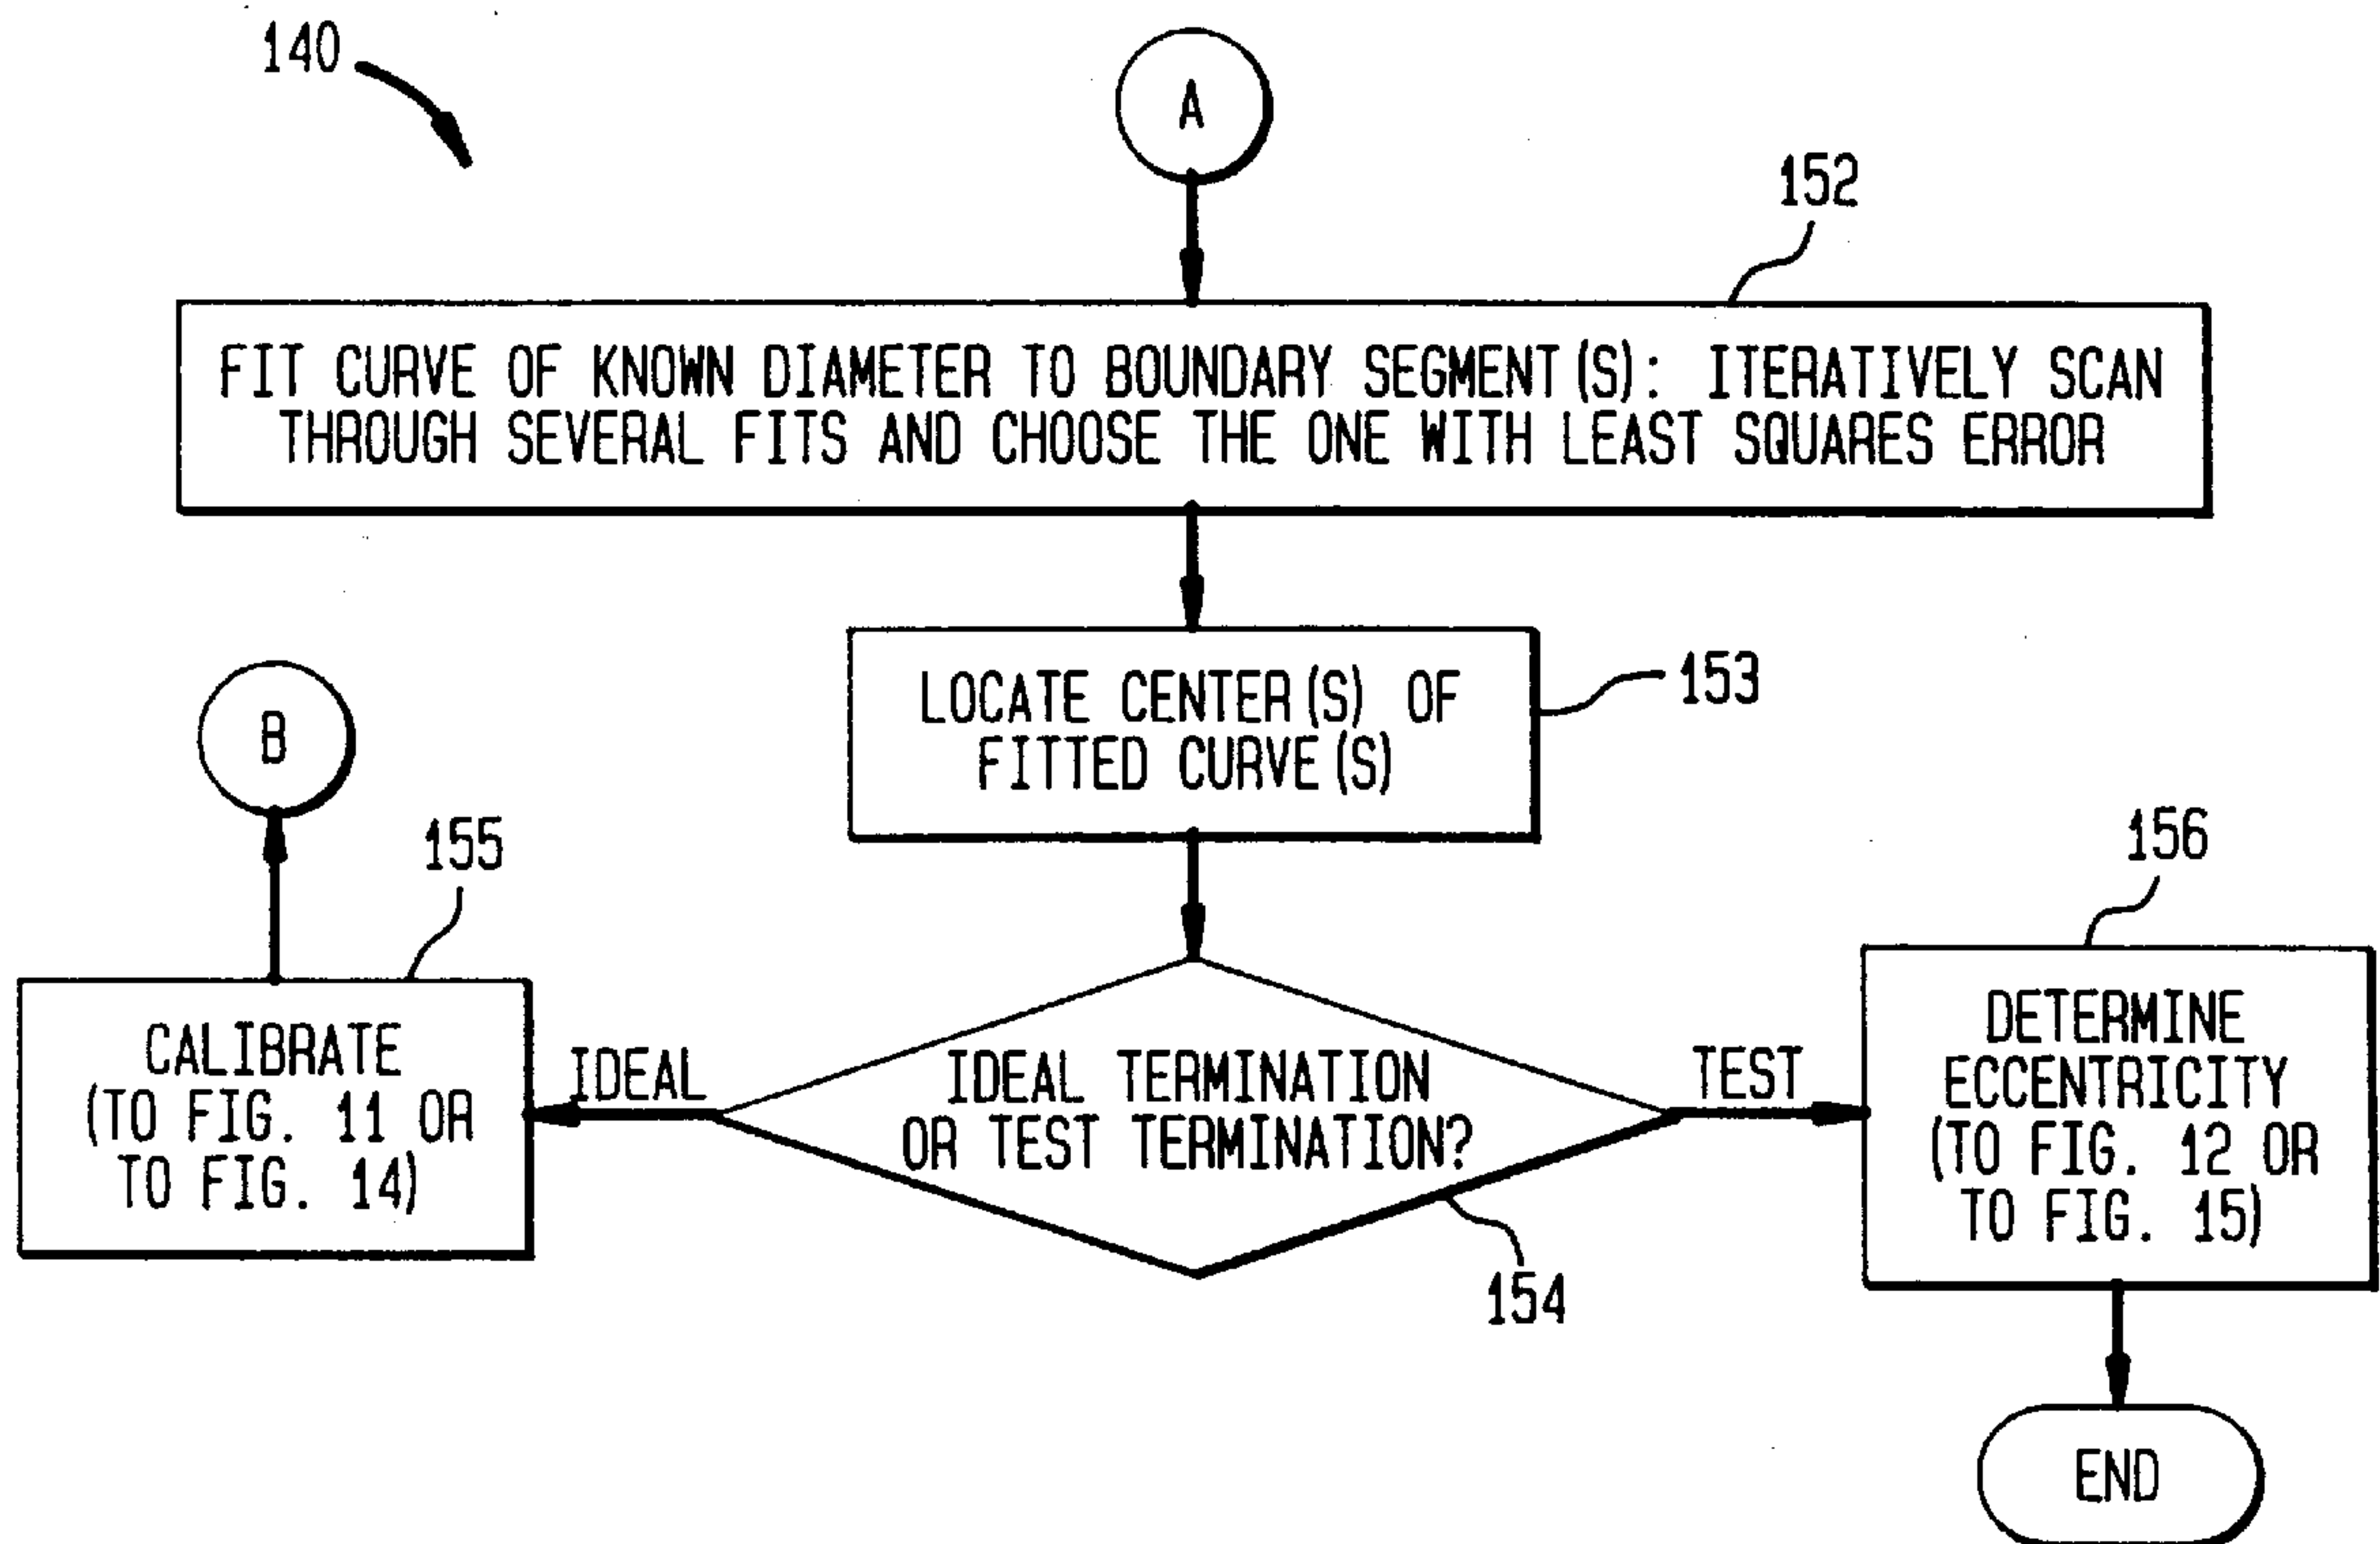 140
A
152
FIT CURVE OF KNOWN DIAMETER TO BOUNDARY SEGMENT(S): ITERATIVELY SCAN
THROUGH SEVERAL FITS AND CHOOSE THE ONE WITH LEAST SQUARES ERROR
LOCATE CENTER(S) OF
FITTED CURVE(S)
153
B
155
156
CALIBRATE
(TO FIG. 11 OR
TO FIG. 14)
IDEAL
IDEAL TERMINATION
OR TEST TERMINATION?
TEST
DETERMINE
ECCENTRICITY
(TO FIG. 12 OR
TO FIG. 15)
154
END